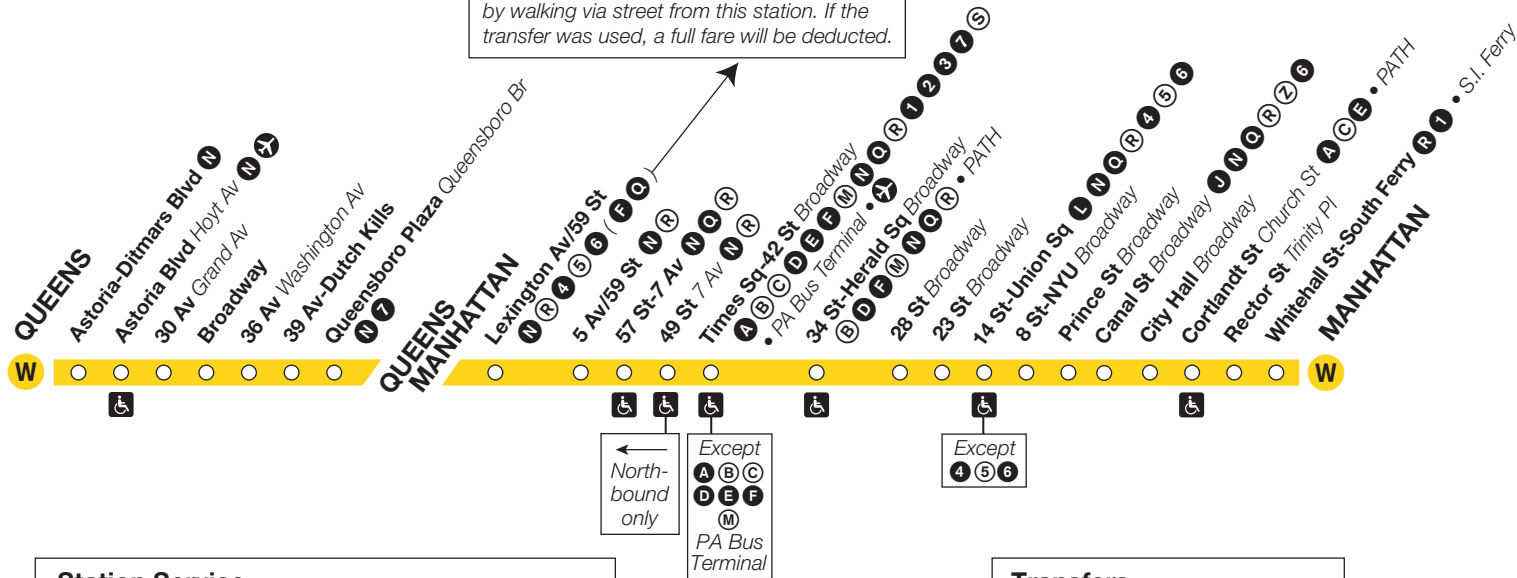 by walking via street from this station. If the
transfer was used, a full fare will be deducted.
W
QUEENS
Astoria-Ditmars Blvd N
Astoria Blvd Hoyt Av N ✈
30 Av Grand Av
Broadway
36 Av Washington Av
39 Av-Dutch Kills
Queensboro Plaza Queensboro Br
N 7
QUEENS
MANHATTAN
Lexington Av/59 St
N R 4 5 6 ( F Q )
5 Av/59 St N R
57 St-7 Av N Q R
49 St 7 Av N R
Times Sq-42 St Broadway
A B C D E F M N Q R 1 2 3 7 S
• PA Bus Terminal • ✈
34 St-Herald Sq Broadway
B D F M N Q R • PATH
28 St Broadway
23 St Broadway
14 St-Union Sq L N Q R 4 5 6
8 St-NYU Broadway
Prince St Broadway
Canal St Broadway J N Q R Z 6
City Hall Broadway
Cortlandt St Church St A C E • PATH
Rector St Trinity Pl
Whitehall St-South Ferry R 1 • S.I. Ferry
MANHATTAN
W
North-
bound
only
Except
A B C
D E F
M
PA Bus
Terminal
Except
4 5 6
Station Service
Transfers